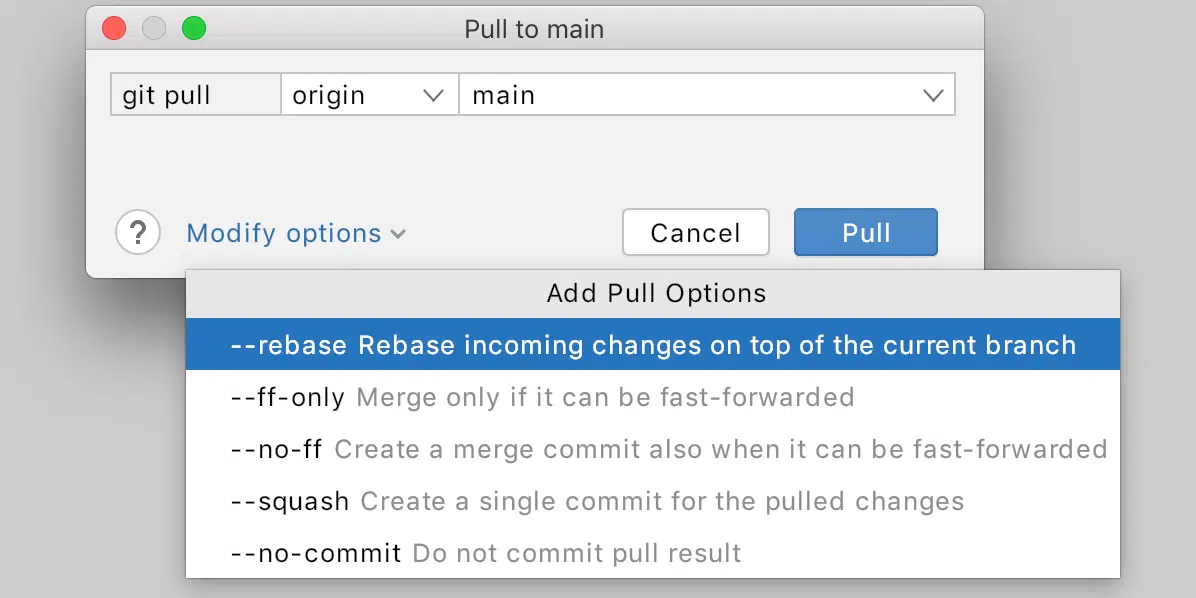 Pull to main
git pull origin main
? Modify options Cancel Pull
Add Pull Options
--rebase Rebase incoming changes on top of the current branch
--ff-only Merge only if it can be fast-forwarded
--no-ff Create a merge commit also when it can be fast-forwarded
--squash Create a single commit for the pulled changes
--no-commit Do not commit pull result